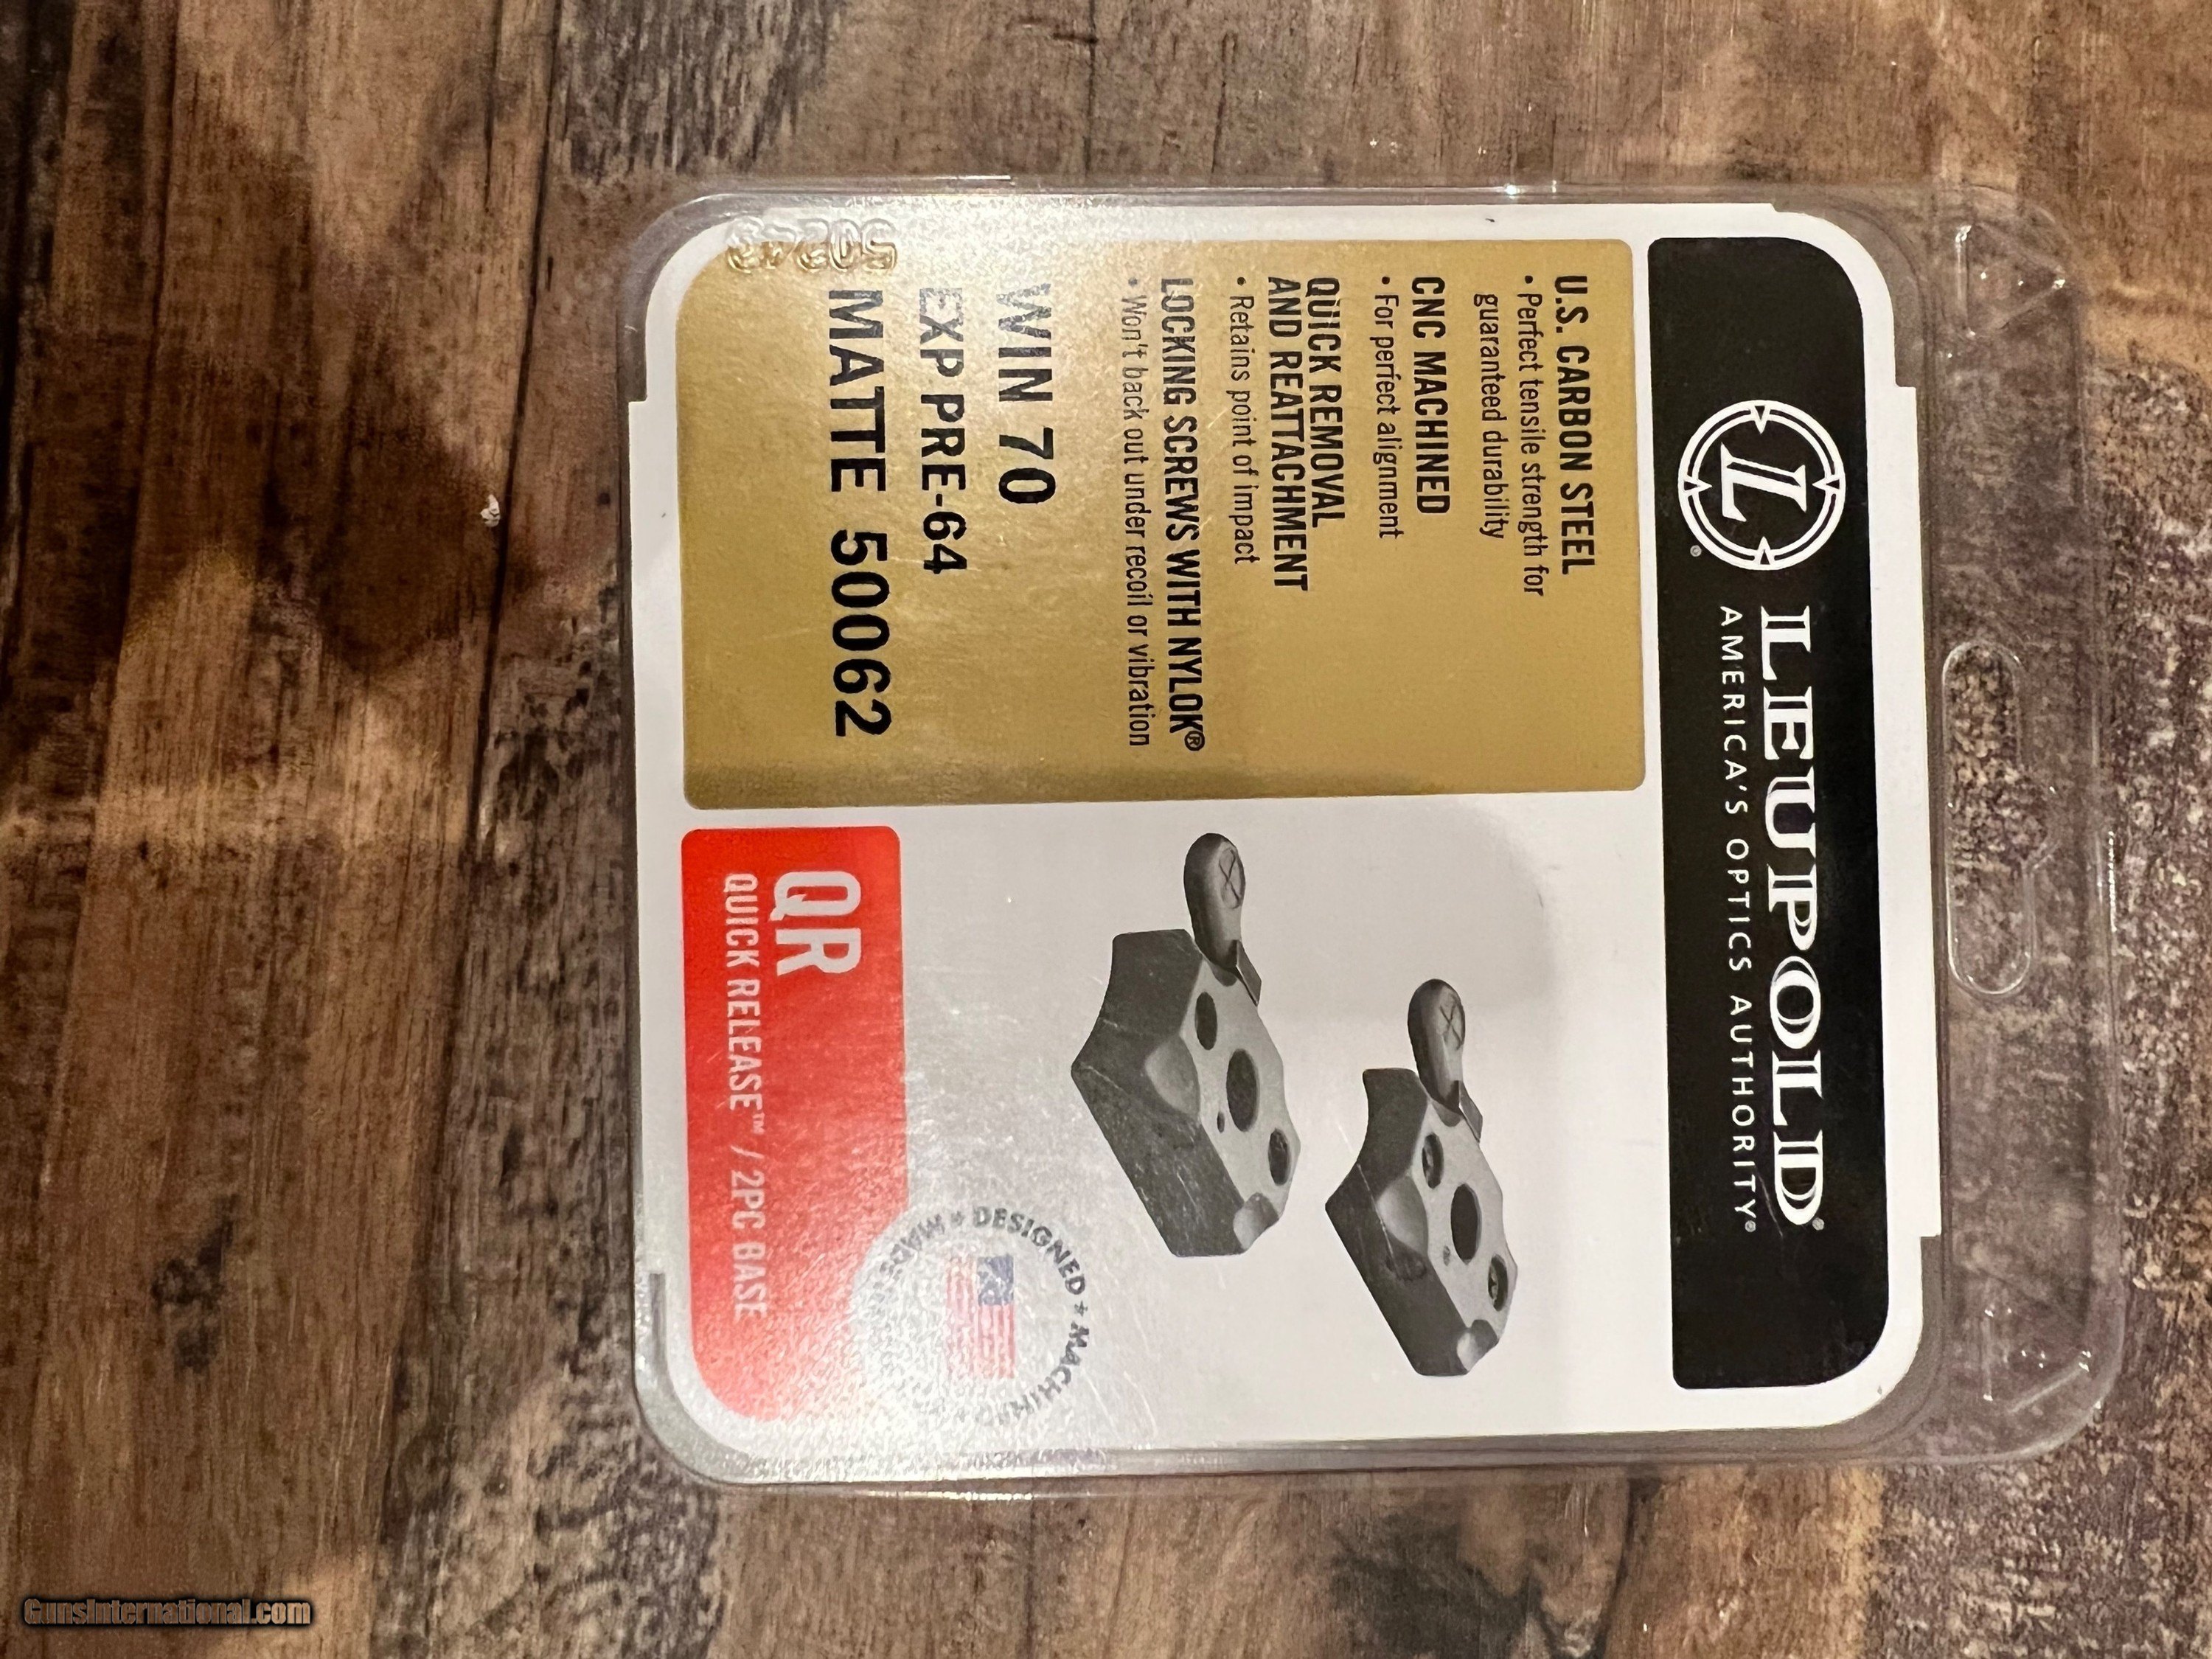 LEUPOLD®
AMERICA'S OPTICS AUTHORITY®
U.S. CARBON STEEL
• Perfect tensile strength for
guaranteed durability
CNC MACHINED
• For perfect alignment
QUICK REMOVAL
AND REATTACHMENT
• Retains point of impact
LOCKING SCREWS WITH NYLOK®
• Won't back out under recoil or vibration
WIN 70
EXP PRE-64
MATTE 50062
QR
QUICK RELEASE™ / 2PC BASE
DESIGNED + MACHINED
GunsInternational.com